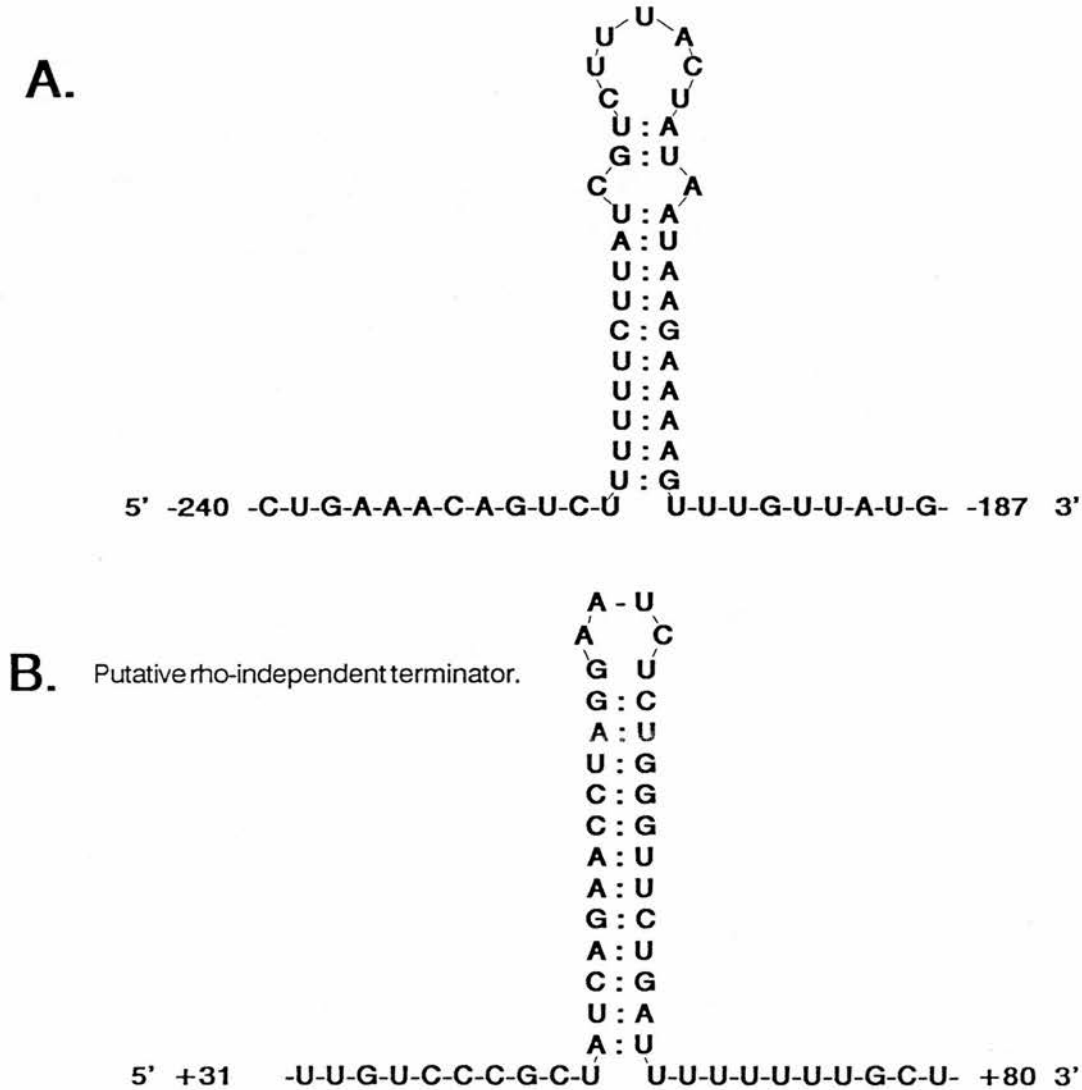 U
U A
U C
A.
C U
U : A
G : U
C A
U : A
A : U
U : A
U : A
C : G
U : A
U : A
U : A
U : A
U : G
5' -240 -C-U-G-A-A-A-C-A-G-U-C-U U-U-U-G-U-U-A-U-G- -187 3'
A - U
A C
B. Putative rho-independent terminator.
G U
G : C
A : U
U : G
C : G
C : G
A : U
A : U
G : C
A : U
C : G
U : A
A : U
5' +31 -U-U-G-U-C-C-C-G-C-U U-U-U-U-U-U-U-G-C-U- +80 3'